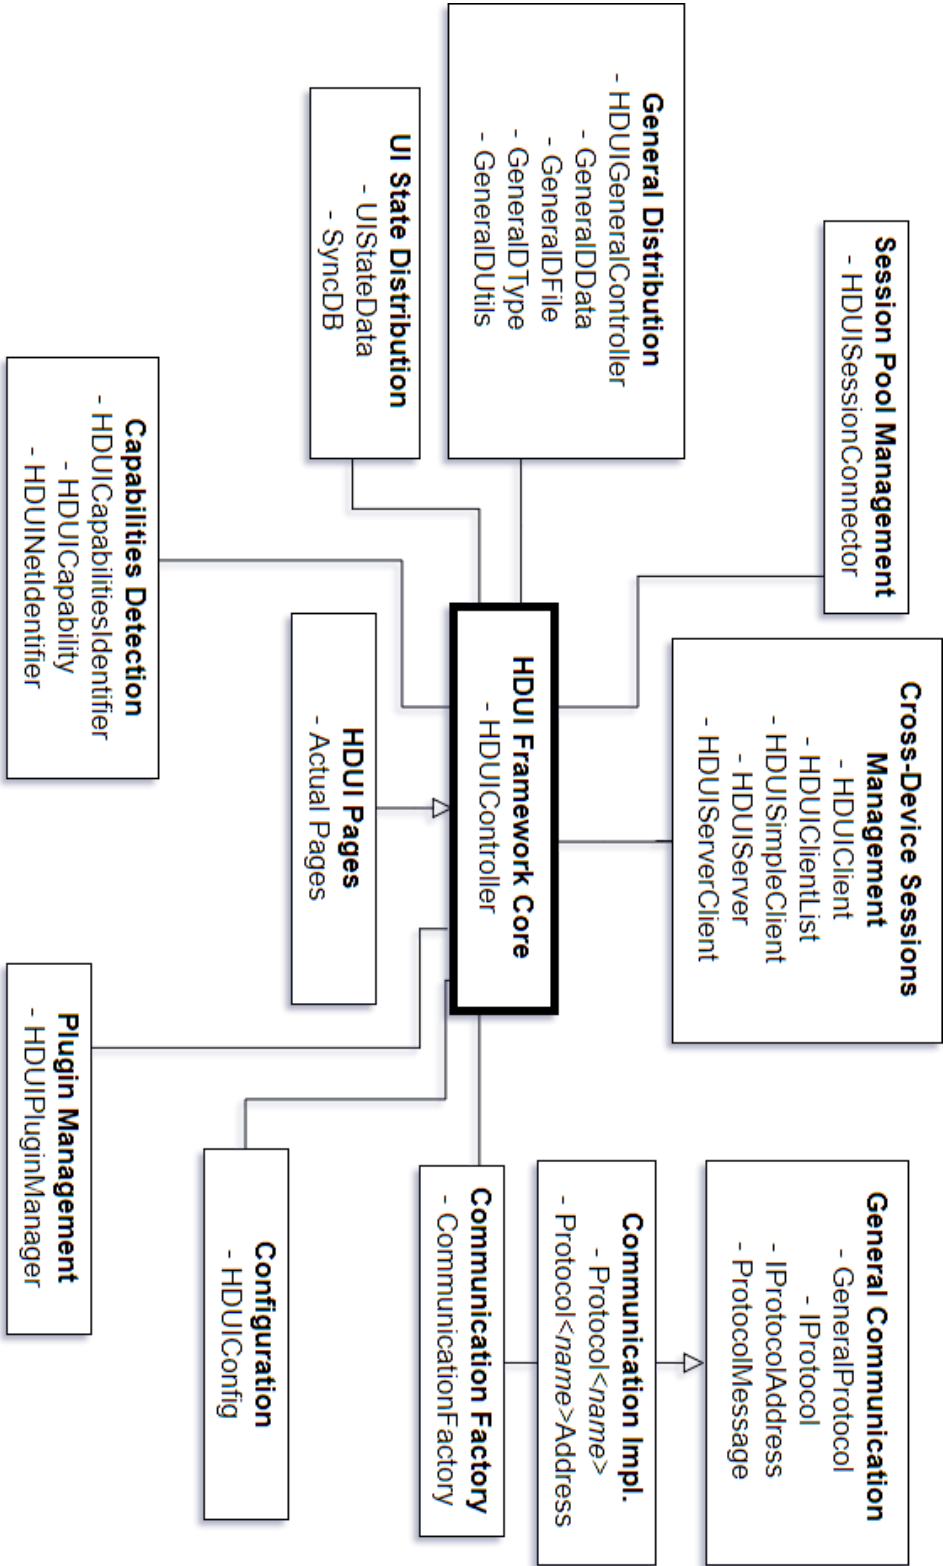 Session Pool Management
- HDUISessionConnector
Cross-Device Sessions
Management
- HDUIClient
- HDUIClientList
- HDUISimpleClient
- HDUIServer
- HDUIServerClient
General Communication
- GeneralProtocol
- IProtocol
- IProtocolAddress
- ProtocolMessage
General Distribution
- HDUIGeneralController
- GeneralDData
- GeneralDFile
- GeneralDType
- GeneralDUtils
Communication Impl.
- Protocol<name>
- Protocol<name>Address
HDUI Framework Core
- HDUIController
Communication Factory
- CommunicationFactory
UI State Distribution
- UIStateData
- SyncDB
HDUI Pages
- Actual Pages
Configuration
- HDUIConfig
Capabilities Detection
- HDUICapabilitiesIdentifier
- HDUICapability
- HDUINetIdentifier
Plugin Management
- HDUIPluginManager